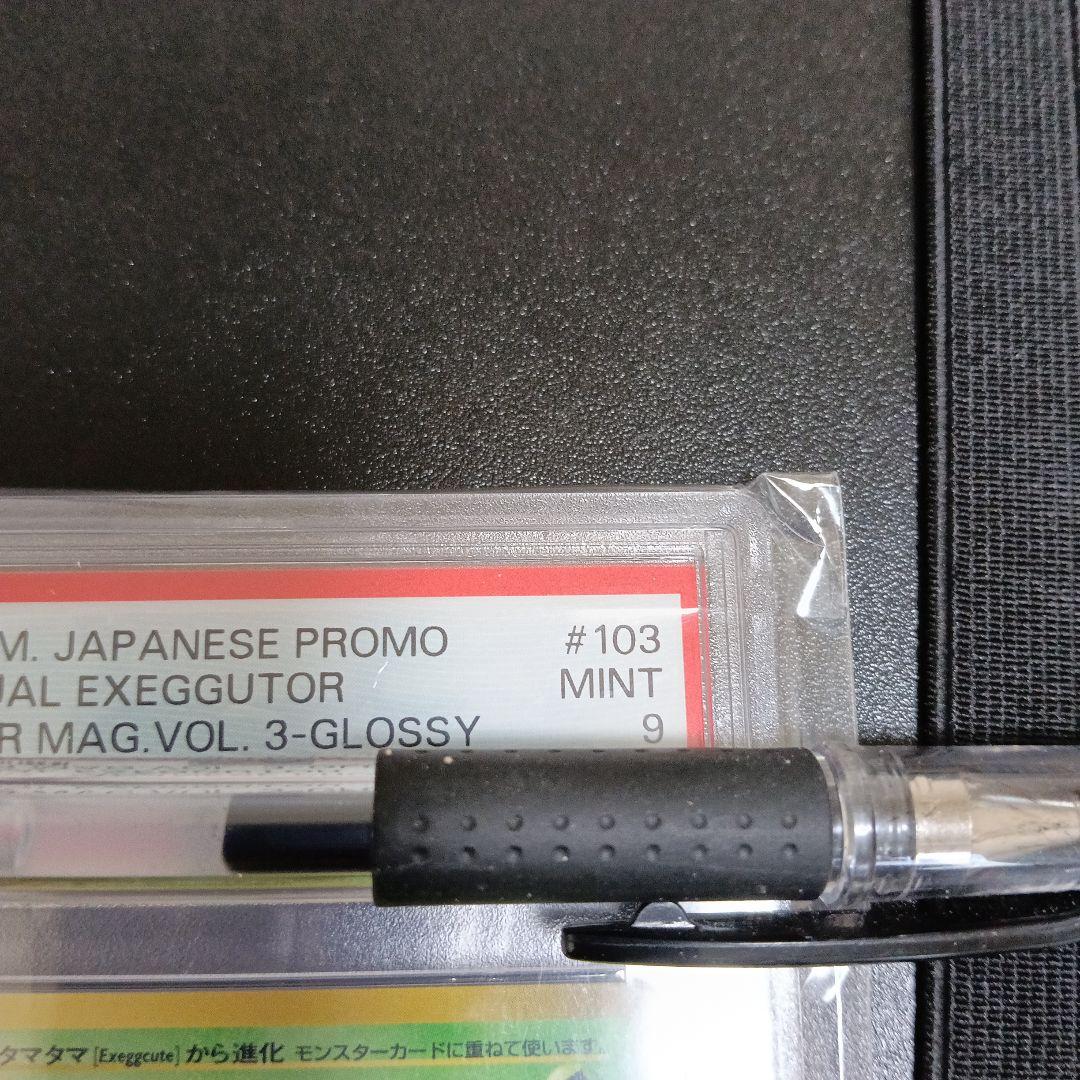 M. JAPANESE PROMO #103
UAL EXEGGUTOR MINT
R MAG.VOL. 3-GLOSSY 9
タマタマ [Exeggcute] から進化 モンスターカードに重ねて使います。